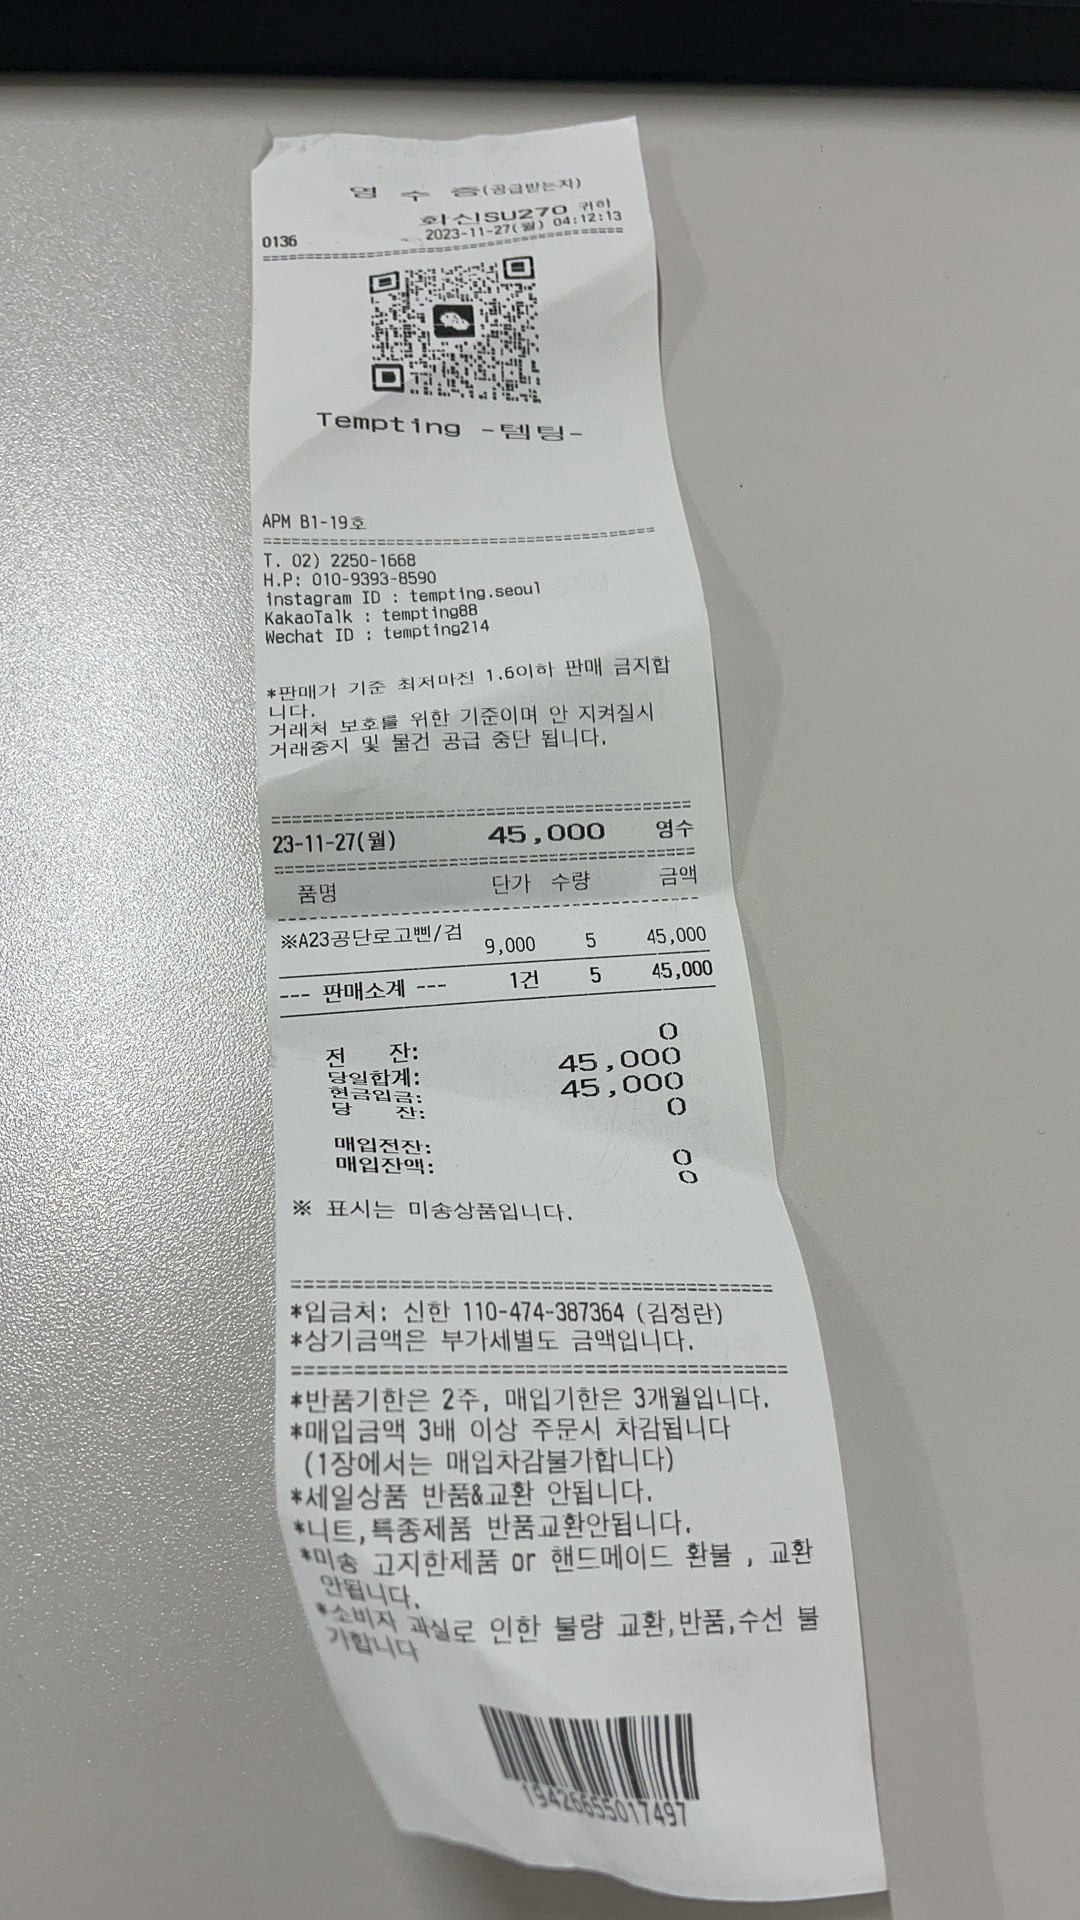 영 수 증(공급받는자)
화신SU270 귀하
0136 2023-11-27(월) 04:12:13
============================================
Tempting -템팅-
APM B1-19호
============================================
T. 02) 2250-1668
H.P: 010-9393-8590
instagram ID : tempting.seoul
KakaoTalk : tempting88
Wechat ID : tempting214
*판매가 기준 최저마진 1.6이하 판매 금지합
니다.
거래처 보호를 위한 기준이며 안 지켜질시
거래중지 및 물건 공급 중단 됩니다.
============================================
23-11-27(월) 45,000 영수
============================================
품명 단가 수량 금액
--------------------------------------------
※A23공단로고삔/검 9,000 5 45,000
--- 판매소계 --- 1건 5 45,000
전 잔: 0
당일합계: 45,000
현금입금: 45,000
당 잔: 0
매입전잔: 0
매입잔액: 0
※ 표시는 미송상품입니다.
============================================
*입금처: 신한 110-474-387364 (김정란)
*상기금액은 부가세별도 금액입니다.
============================================
*반품기한은 2주, 매입기한은 3개월입니다.
*매입금액 3배 이상 주문시 차감됩니다
(1장에서는 매입차감불가합니다)
*세일상품 반품&교환 안됩니다.
*니트,특종제품 반품교환안됩니다.
*미송 고지한제품 or 핸드메이드 환불 , 교환
안됩니다.
*소비자 과실로 인한 불량 교환,반품,수선 불
가합니다
19426655017497